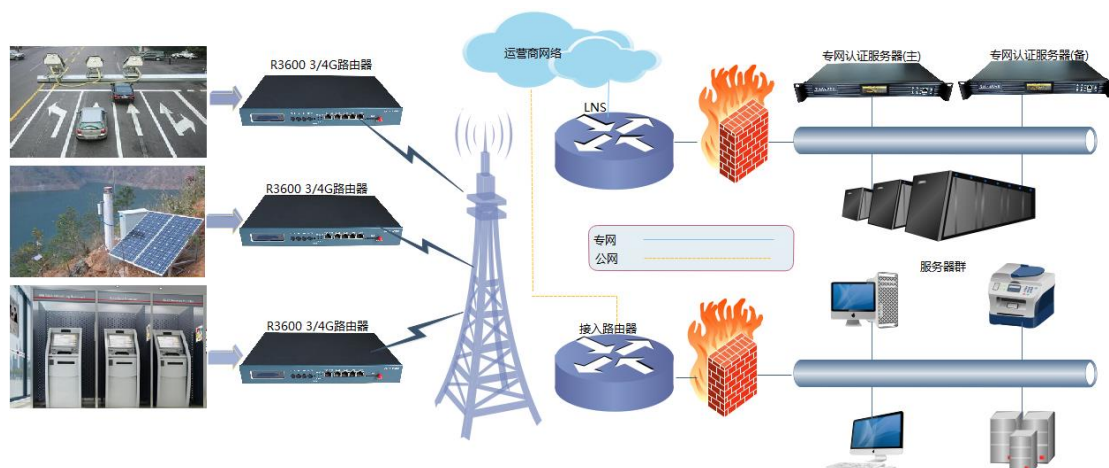 运营商网络
专网认证服务器(主)
专网认证服务器(备)
R3600 3/4G路由器
LNS
R3600 3/4G路由器
专网
公网
服务器群
R3600 3/4G路由器
接入路由器